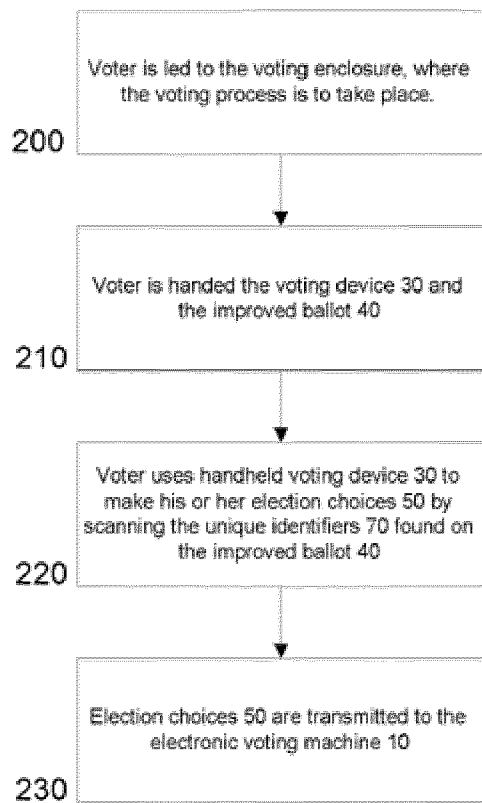 Voter is led to the voting enclosure, where
the voting process is to take place.
200
Voter is handed the voting device 30 and
the improved ballot 40
210
Voter uses handheld voting device 30 to
make his or her election choices 50 by
scanning the unique identifiers 70 found on
the improved ballot 40
220
Election choices 50 are transmitted to the
electronic voting machine 10
230